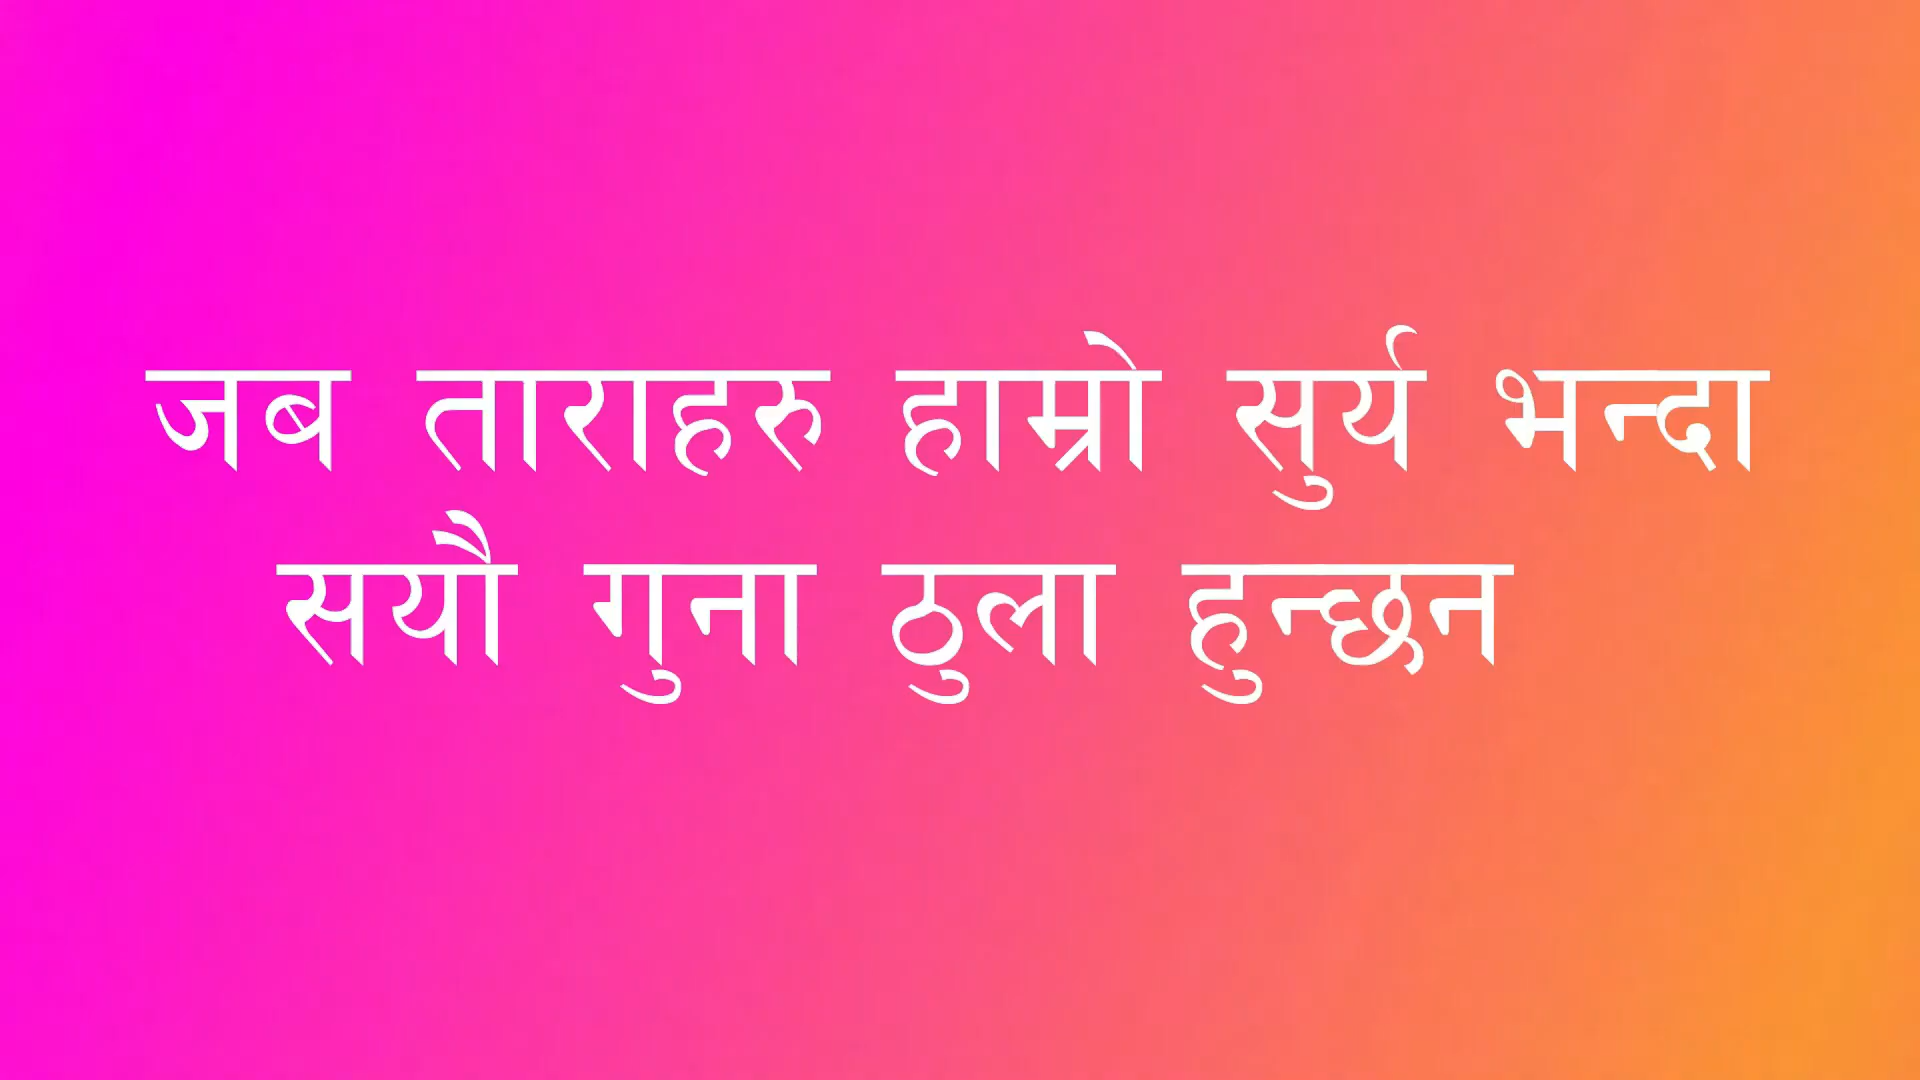 जब ताराहरु हाम्रो सुर्य भन्दा
सयौ गुना ठुला हुन्छन